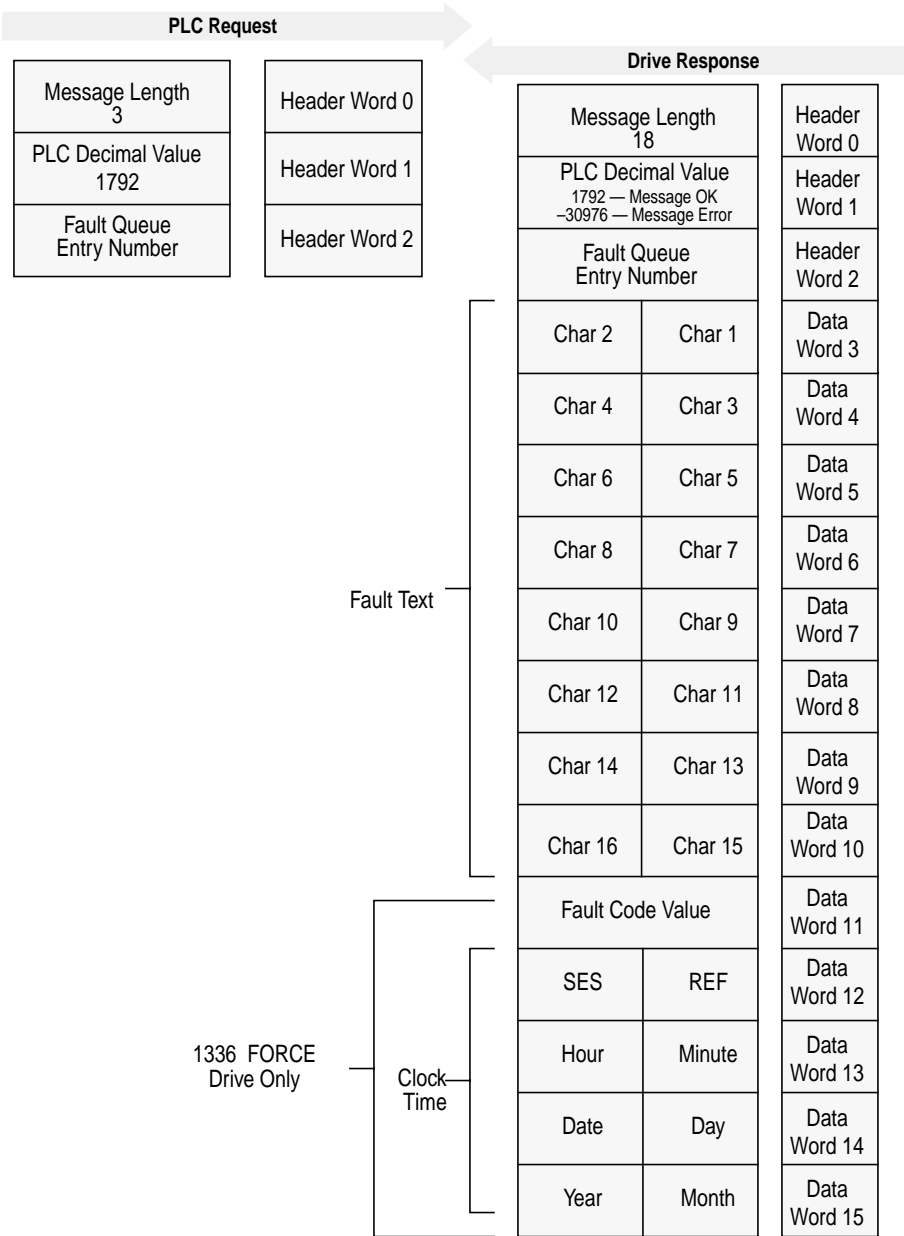 PLC Request
Drive Response
Message Length
3
Header Word 0
PLC Decimal Value
1792
Header Word 1
Fault Queue
Entry Number
Header Word 2
Message Length
18
Header
Word 0
PLC Decimal Value
1792 — Message OK
–30976 — Message Error
Header
Word 1
Fault Queue
Entry Number
Header
Word 2
Fault Text
Char 2 Char 1
Data
Word 3
Char 4 Char 3
Data
Word 4
Char 6 Char 5
Data
Word 5
Char 8 Char 7
Data
Word 6
Char 10 Char 9
Data
Word 7
Char 12 Char 11
Data
Word 8
Char 14 Char 13
Data
Word 9
Char 16 Char 15
Data
Word 10
1336 FORCE
Drive Only
Fault Code Value
Data
Word 11
Clock
Time
SES REF
Data
Word 12
Hour Minute
Data
Word 13
Date Day
Data
Word 14
Year Month
Data
Word 15